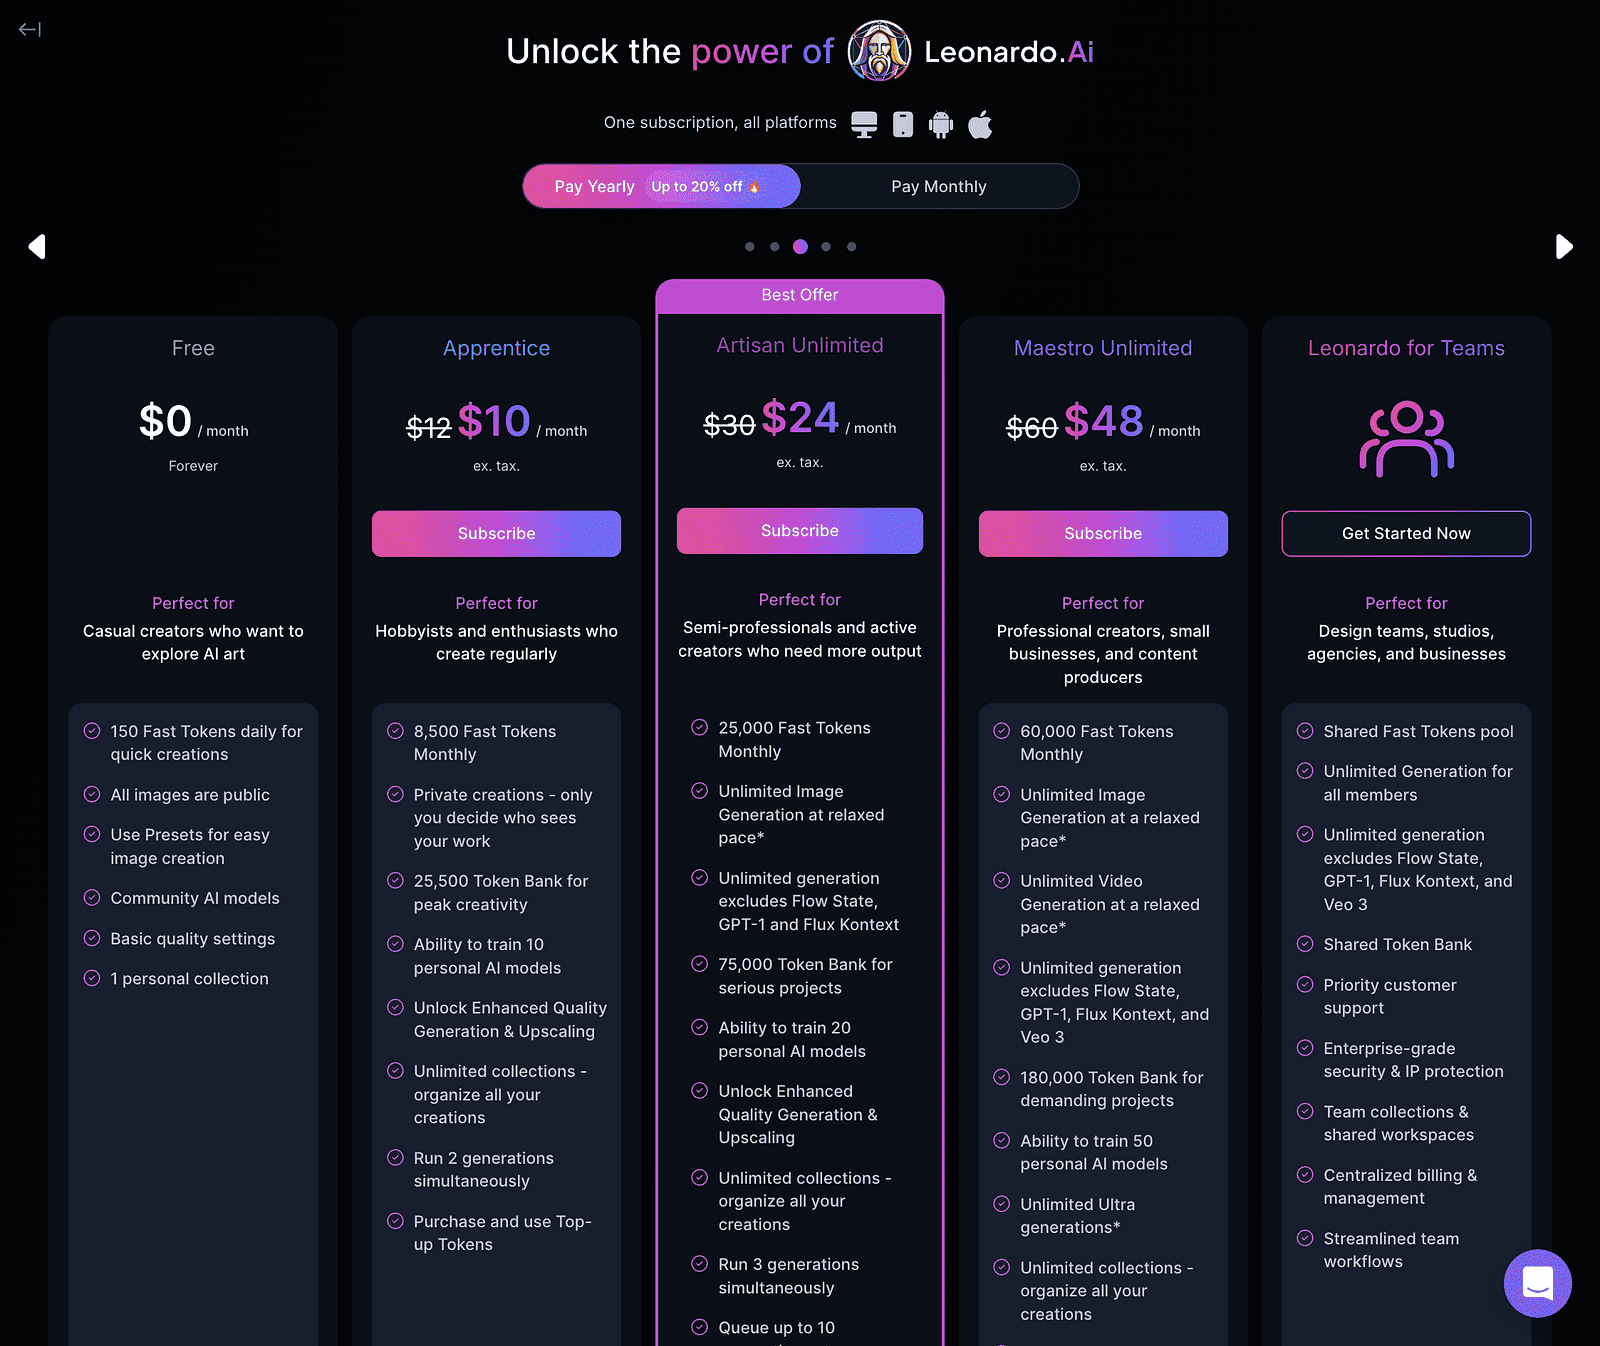 Unlock the power of Leonardo.Ai
One subscription, all platforms
Pay Yearly Up to 20% off 🔥 Pay Monthly
Free
$0 / month
Forever
Perfect for
Casual creators who want to
explore AI art
150 Fast Tokens daily for
quick creations
All images are public
Use Presets for easy
image creation
Community AI models
Basic quality settings
1 personal collection
Apprentice
$12 $10 / month
ex. tax.
Subscribe
Perfect for
Hobbyists and enthusiasts who
create regularly
8,500 Fast Tokens
Monthly
Private creations - only
you decide who sees
your work
25,500 Token Bank for
peak creativity
Ability to train 10
personal AI models
Unlock Enhanced Quality
Generation & Upscaling
Unlimited collections -
organize all your
creations
Run 2 generations
simultaneously
Purchase and use Top-
up Tokens
Best Offer
Artisan Unlimited
$30 $24 / month
ex. tax.
Subscribe
Perfect for
Semi-professionals and active
creators who need more output
25,000 Fast Tokens
Monthly
Unlimited Image
Generation at relaxed
pace*
Unlimited generation
excludes Flow State,
GPT-1 and Flux Kontext
75,000 Token Bank for
serious projects
Ability to train 20
personal AI models
Unlock Enhanced
Quality Generation &
Upscaling
Unlimited collections -
organize all your
creations
Run 3 generations
simultaneously
Queue up to 10
Maestro Unlimited
$60 $48 / month
ex. tax.
Subscribe
Perfect for
Professional creators, small
businesses, and content
producers
60,000 Fast Tokens
Monthly
Unlimited Image
Generation at a relaxed
pace*
Unlimited Video
Generation at a relaxed
pace*
Unlimited generation
excludes Flow State,
GPT-1, Flux Kontext, and
Veo 3
180,000 Token Bank for
demanding projects
Ability to train 50
personal AI models
Unlimited Ultra
generations*
Unlimited collections -
organize all your
creations
Leonardo for Teams
Get Started Now
Perfect for
Design teams, studios,
agencies, and businesses
Shared Fast Tokens pool
Unlimited Generation for
all members
Unlimited generation
excludes Flow State,
GPT-1, Flux Kontext, and
Veo 3
Shared Token Bank
Priority customer
support
Enterprise-grade
security & IP protection
Team collections &
shared workspaces
Centralized billing &
management
Streamlined team
workflows